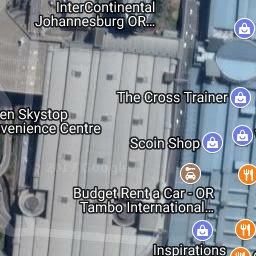 InterContinental
Johannesburg OR...
The Cross Trainer
en Skystop
venience Centre
Scoin Shop
Google
Budget Rent a Car - OR
Tambo International...
Inspirations